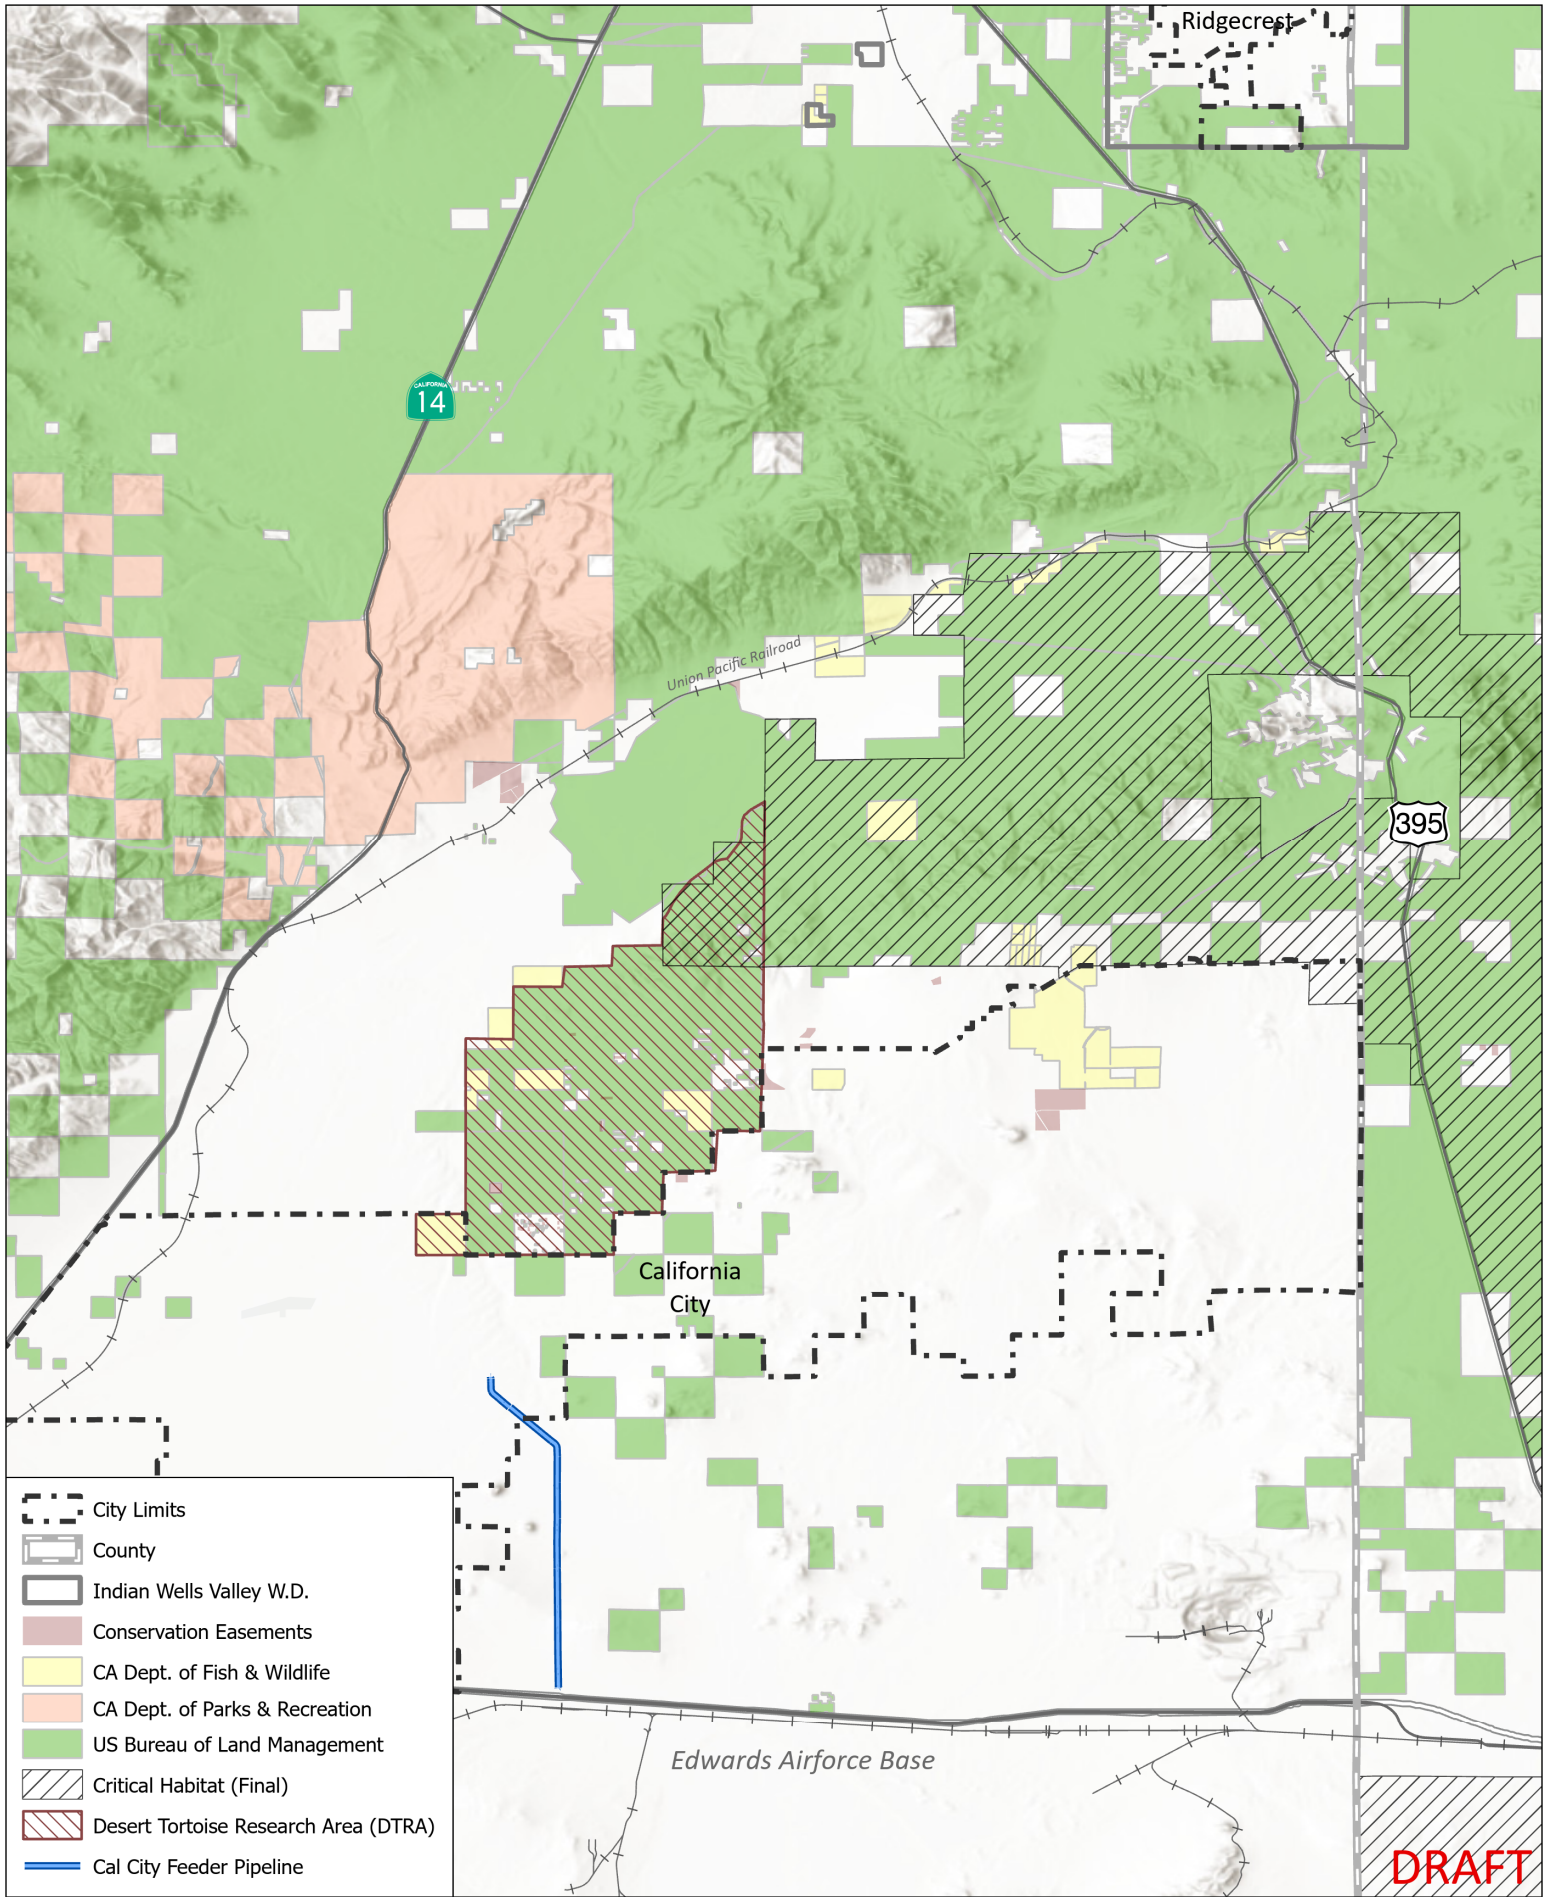 Ridgecrest
CALIFORNIA
14
Union Pacific Railroad
395
California
City
City Limits
County
Indian Wells Valley W.D.
Conservation Easements
CA Dept. of Fish & Wildlife
CA Dept. of Parks & Recreation
US Bureau of Land Management
Critical Habitat (Final)
Desert Tortoise Research Area (DTRA)
Cal City Feeder Pipeline
Edwards Airforce Base
DRAFT